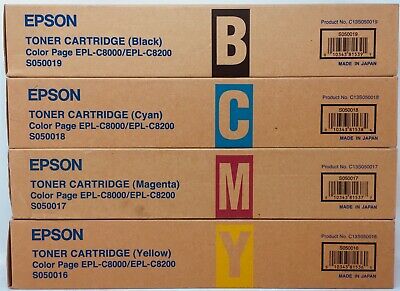 EPSON
TONER CARTRIDGE (Black)
Color Page EPL-C8000/EPL-C8200
S050019
B
Product No. C13S050019
S050019
MADE IN JAPAN
EPSON
TONER CARTRIDGE (Cyan)
Color Page EPL-C8000/EPL-C8200
S050018
C
Product No. C13S050018
S050018
MADE IN JAPAN
EPSON
TONER CARTRIDGE (Magenta)
Color Page EPL-C8000/EPL-C8200
S050017
M
Product No. C13S050017
S050017
MADE IN JAPAN
EPSON
TONER CARTRIDGE (Yellow)
Color Page EPL-C8000/EPL-C8200
S050016
Y
Product No. C13S050016
S050016
MADE IN JAPAN